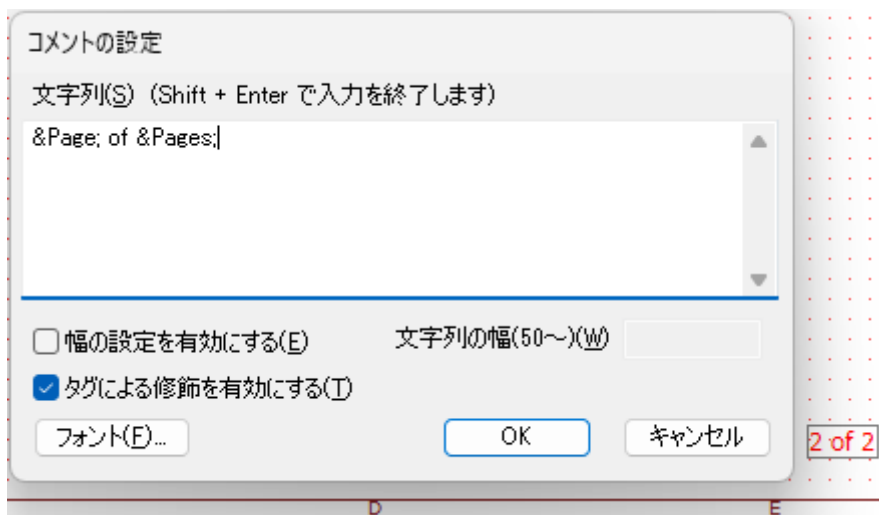 コメントの設定
文字列(S) (Shift + Enter で入力を終了します)
&Page; of &Pages;
幅の設定を有効にする(E)
文字列の幅(50～)(W)
タグによる修飾を有効にする(T)
フォント(F)...
OK
キャンセル
2 of 2
D
E